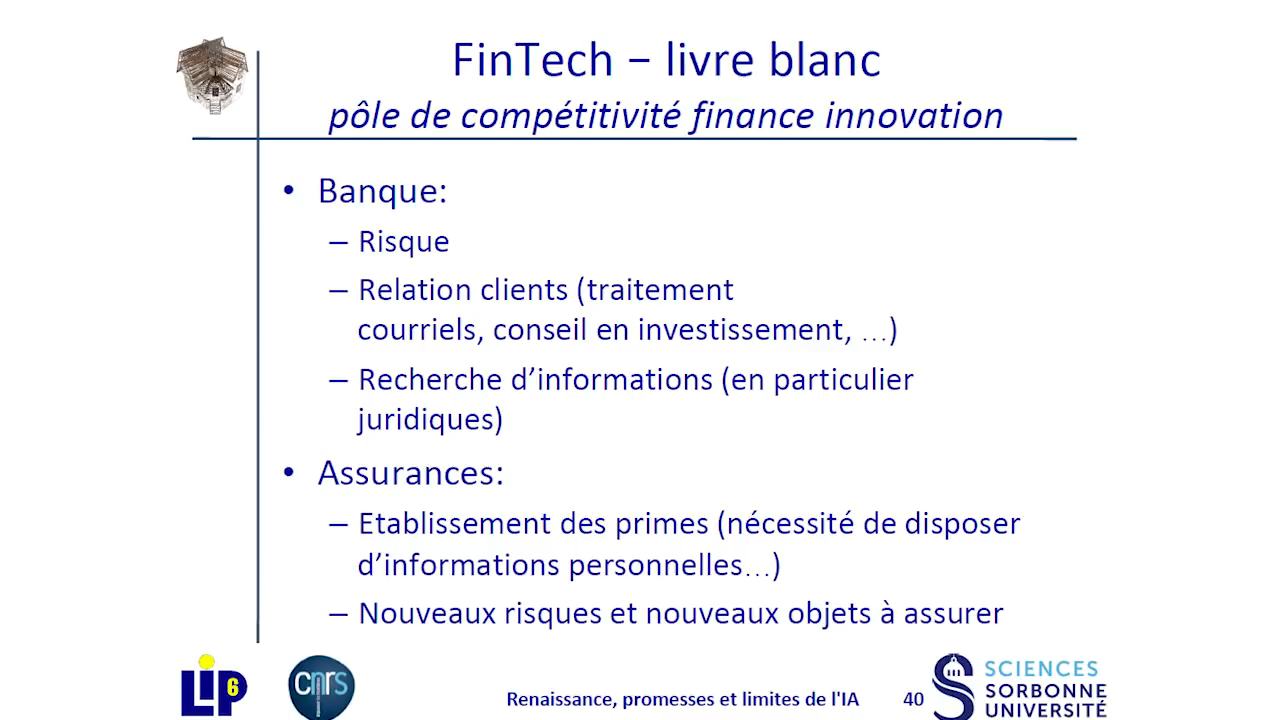 FinTech – livre blanc
pôle de compétitivité finance innovation
• Banque:
– Risque
– Relation clients (traitement
courriels, conseil en investissement, …)
– Recherche d’informations (en particulier
juridiques)
• Assurances:
– Etablissement des primes (nécessité de disposer
d’informations personnelles…)
– Nouveaux risques et nouveaux objets à assurer
LIP6
cnrs
Renaissance, promesses et limites de l'IA 40
SCIENCES
SORBONNE
UNIVERSITÉ